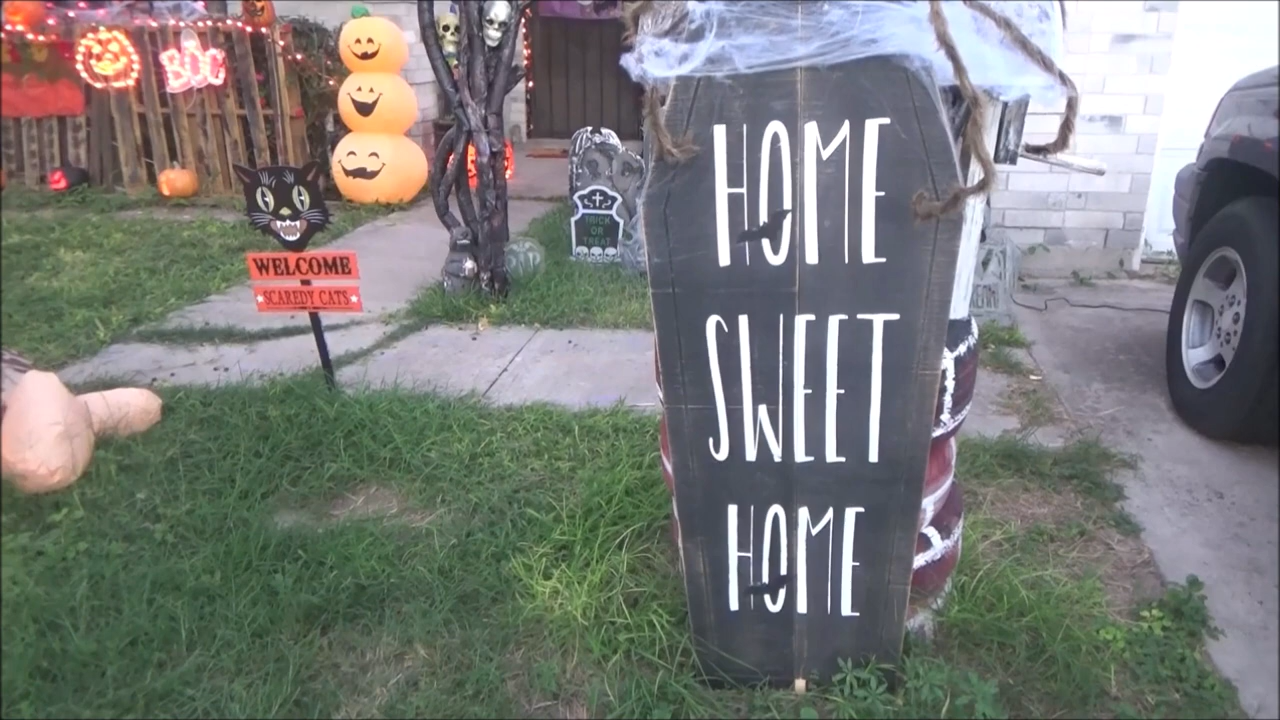 BOO
WELCOME
SCAREDY CATS
TRICK
OR
TREAT
HOME
SWEET
HOME